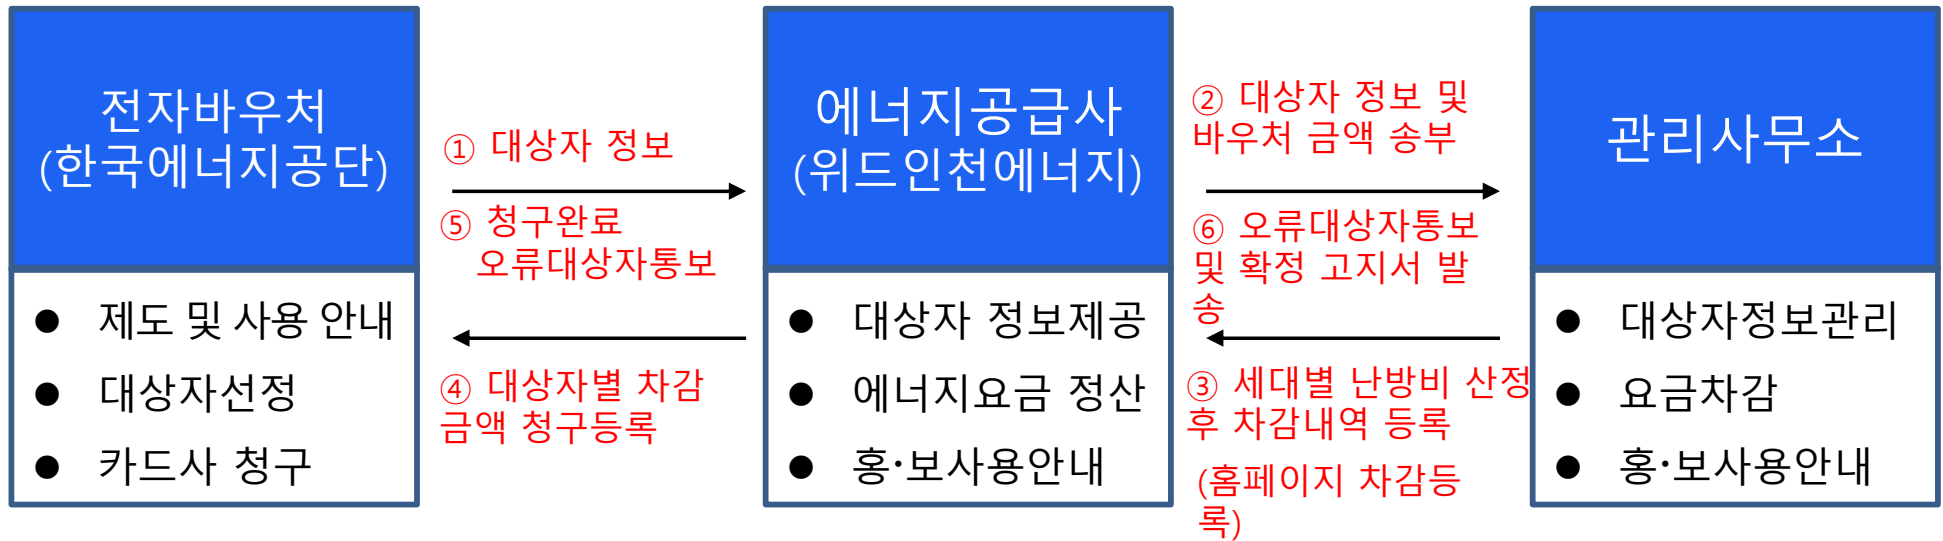 전자바우처
(한국에너지공단)
● 제도 및 사용 안내
● 대상자선정
● 카드사 청구
① 대상자 정보
⑤ 청구완료
오류대상자통보
④ 대상자별 차감
금액 청구등록
에너지공급사
(위드인천에너지)
● 대상자 정보제공
● 에너지요금 정산
● 홍·보사용안내
② 대상자 정보 및
바우처 금액 송부
⑥ 오류대상자통보
및 확정 고지서 발
송
③ 세대별 난방비 산정
후 차감내역 등록
(홈페이지 차감등
록)
관리사무소
● 대상자정보관리
● 요금차감
● 홍·보사용안내